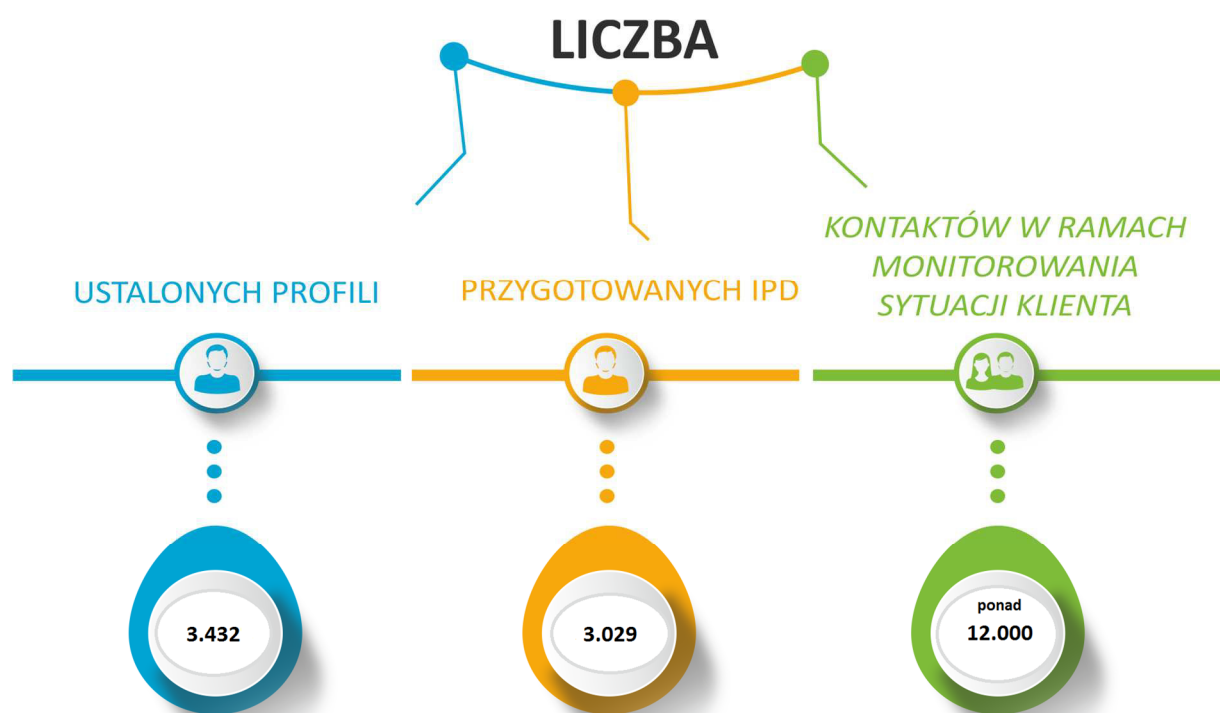 LICZBA
USTALONYCH PROFILI
PRZYGOTOWANYCH IPD
KONTAKTÓW W RAMACH
MONITOROWANIA
SYTUACJI KLIENTA
3.432
3.029
ponad
12.000